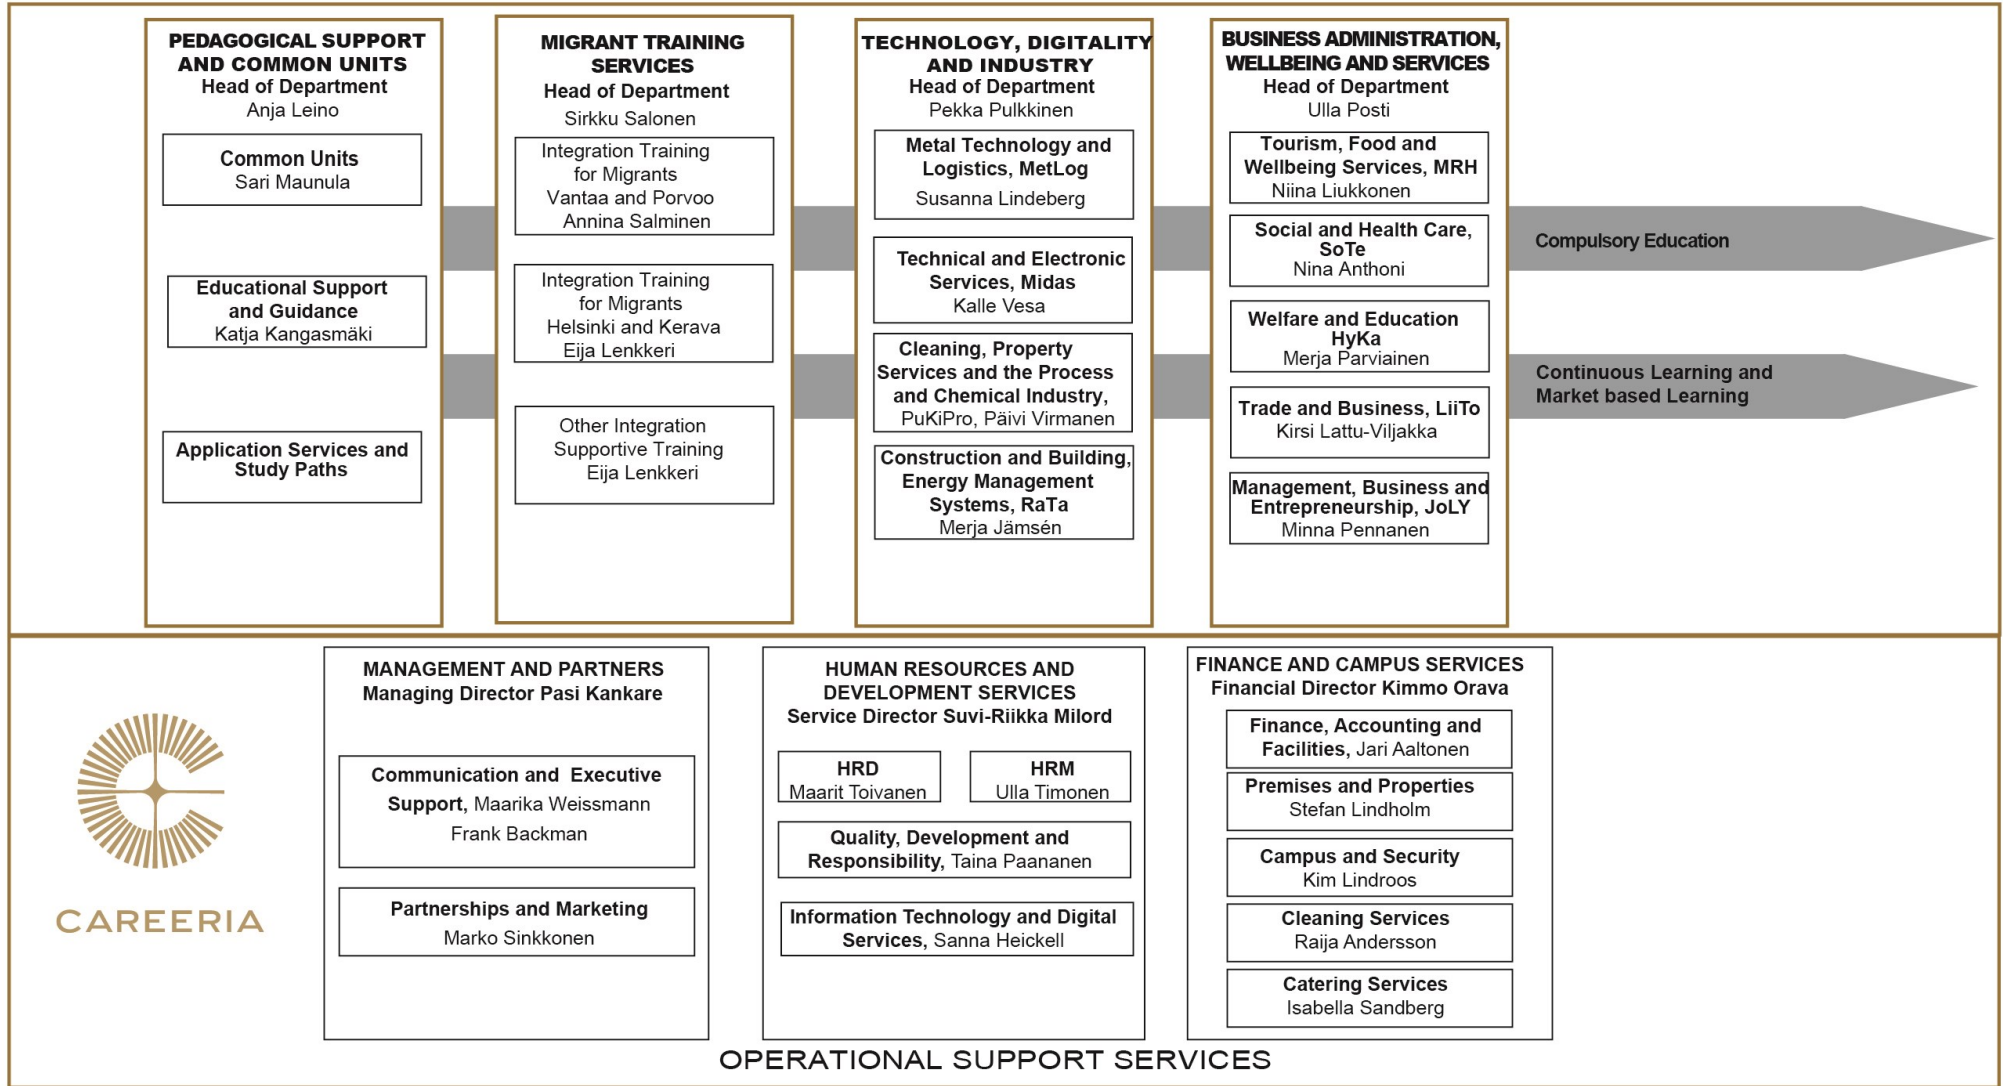 PEDAGOGICAL SUPPORT
AND COMMON UNITS
Head of Department
Anja Leino
Common Units
Sari Maunula
Educational Support
and Guidance
Katja Kangasmäki
Application Services and
Study Paths
MIGRANT TRAINING
SERVICES
Head of Department
Sirkku Salonen
Integration Training
for Migrants
Vantaa and Porvoo
Annina Salminen
Integration Training
for Migrants
Helsinki and Kerava
Eija Lenkkeri
Other Integration
Supportive Training
Eija Lenkkeri
TECHNOLOGY, DIGITALITY
AND INDUSTRY
Head of Department
Pekka Pulkkinen
Metal Technology and
Logistics, MetLog
Susanna Lindeberg
Technical and Electronic
Services, Midas
Kalle Vesa
Cleaning, Property
Services and the Process
and Chemical Industry,
PuKiPro, Päivi Virmanen
Construction and Building,
Energy Management
Systems, RaTa
Merja Jämsén
BUSINESS ADMINISTRATION,
WELLBEING AND SERVICES
Head of Department
Ulla Posti
Tourism, Food and
Wellbeing Services, MRH
Niina Liukkonen
Social and Health Care,
SoTe
Nina Anthoni
Welfare and Education
HyKa
Merja Parviainen
Trade and Business, LiiTo
Kirsi Lattu-Viljakka
Management, Business and
Entrepreneurship, JoLY
Minna Pennanen
Compulsory Education
Continuous Learning and
Market based Learning
CAREERIA
MANAGEMENT AND PARTNERS
Managing Director Pasi Kankare
Communication and Executive
Support, Maarika Weissmann
Frank Backman
Partnerships and Marketing
Marko Sinkkonen
HUMAN RESOURCES AND
DEVELOPMENT SERVICES
Service Director Suvi-Riikka Milord
HRD
Maarit Toivanen
HRM
Ulla Timonen
Quality, Development and
Responsibility, Taina Paananen
Information Technology and Digital
Services, Sanna Heickell
FINANCE AND CAMPUS SERVICES
Financial Director Kimmo Orava
Finance, Accounting and
Facilities, Jari Aaltonen
Premises and Properties
Stefan Lindholm
Campus and Security
Kim Lindroos
Cleaning Services
Raija Andersson
Catering Services
Isabella Sandberg
OPERATIONAL SUPPORT SERVICES